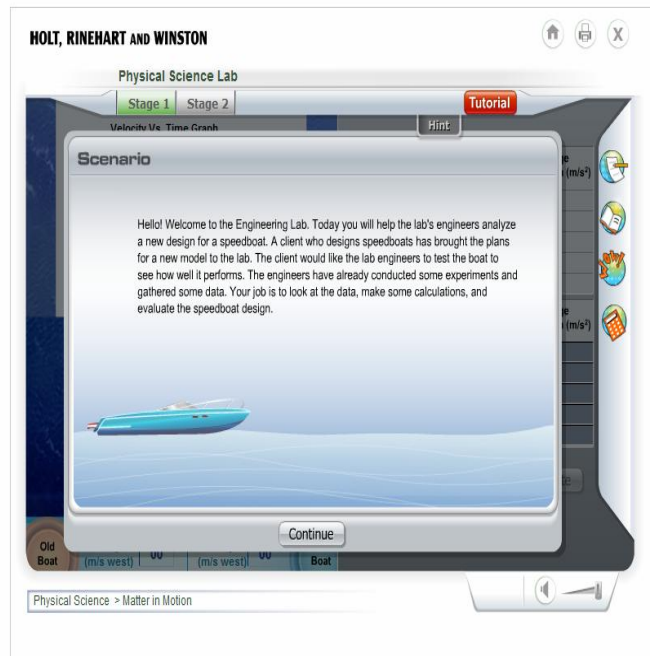 HOLT, RINEHART AND WINSTON
X
Physical Science Lab
Stage 1 Stage 2
Tutorial
Hint
Velocity Vs. Time Graph
Scenario
(m/s²)
Hello! Welcome to the Engineering Lab. Today you will help the lab's engineers analyze
a new design for a speedboat. A client who designs speedboats has brought the plans
for a new model to the lab. The client would like the lab engineers to test the boat to
see how well it performs. The engineers have already conducted some experiments and
gathered some data. Your job is to look at the data, make some calculations, and
evaluate the speedboat design.
(m/s²)
Continue
Old
Boat
(m/s west) 00
(m/s west) 00
Boat
Physical Science > Matter in Motion